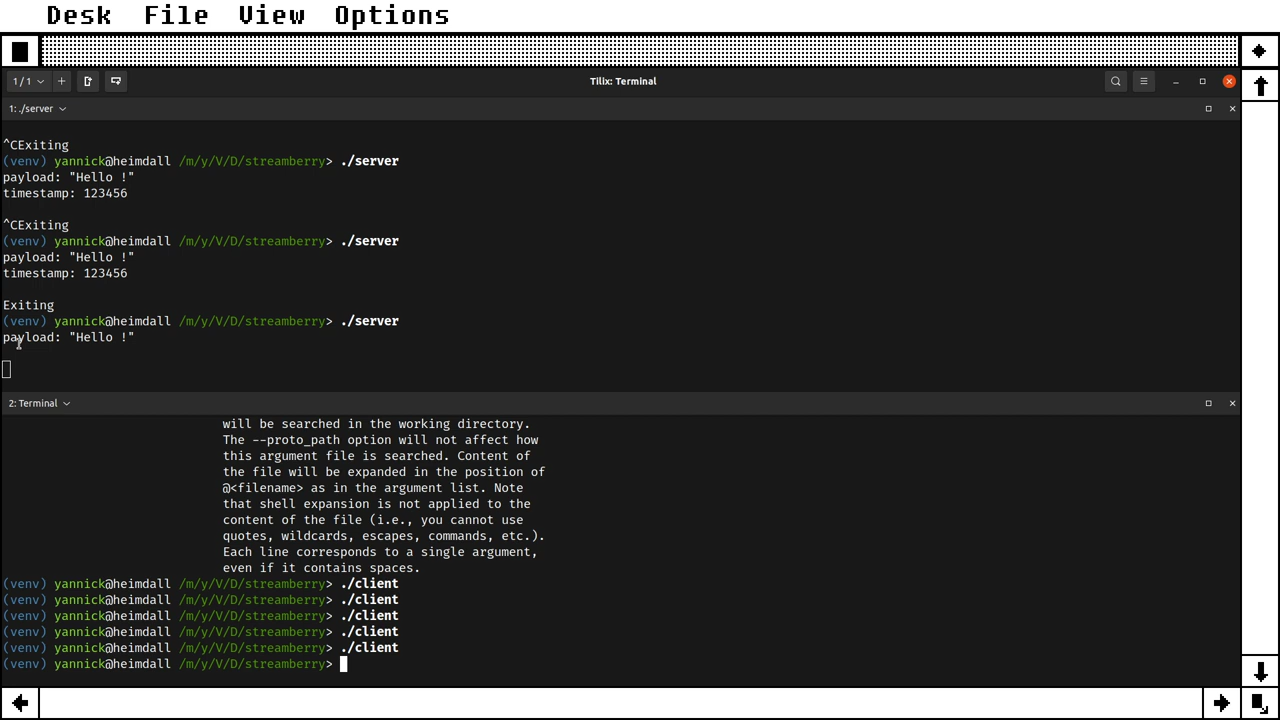 Desk File View Options
1 / 1
Tilix: Terminal
1: ./server
^CExiting
(venv) yannick@heimdall /m/y/V/D/streamberry> ./server
payload: "Hello !"
timestamp: 123456
^CExiting
(venv) yannick@heimdall /m/y/V/D/streamberry> ./server
payload: "Hello !"
timestamp: 123456
Exiting
(venv) yannick@heimdall /m/y/V/D/streamberry> ./server
payload: "Hello !"
2: Terminal
will be searched in the working directory.
The --proto_path option will not affect how
this argument file is searched. Content of
the file will be expanded in the position of
@<filename> as in the argument list. Note
that shell expansion is not applied to the
content of the file (i.e., you cannot use
quotes, wildcards, escapes, commands, etc.).
Each line corresponds to a single argument,
even if it contains spaces.
(venv) yannick@heimdall /m/y/V/D/streamberry> ./client
(venv) yannick@heimdall /m/y/V/D/streamberry> ./client
(venv) yannick@heimdall /m/y/V/D/streamberry> ./client
(venv) yannick@heimdall /m/y/V/D/streamberry> ./client
(venv) yannick@heimdall /m/y/V/D/streamberry> ./client
(venv) yannick@heimdall /m/y/V/D/streamberry>